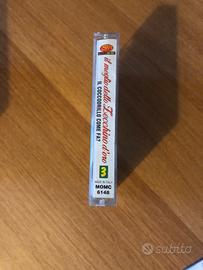 il meglio dello Zecchino d'oro
IL COCCODRILLO COME FA?
3
MOMC
6148
subito